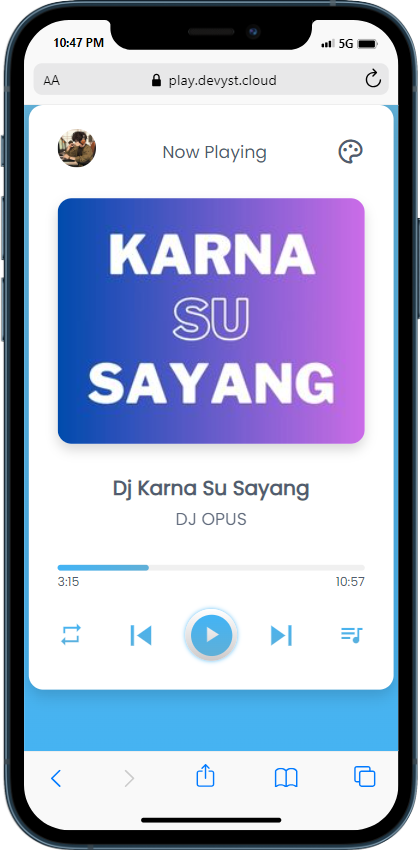 10:47 PM
5G
AA
play.devyst.cloud
Now Playing
KARNA
SU
SAYANG
Dj Karna Su Sayang
DJ OPUS
3:15
10:57